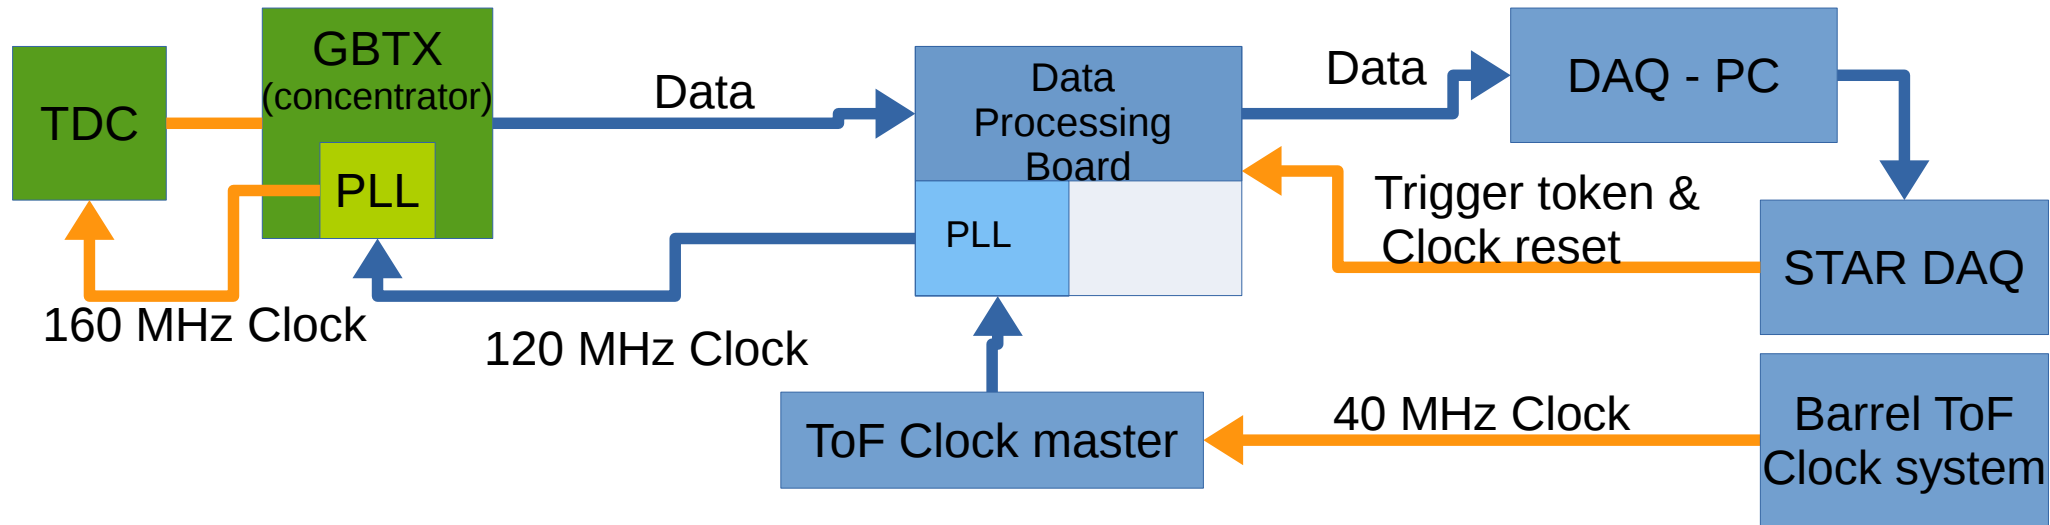 TDC
GBTX
(concentrator)
PLL
Data
Data
Processing
Board
PLL
Data
DAQ - PC
Trigger token &
Clock reset
STAR DAQ
160 MHz Clock
120 MHz Clock
ToF Clock master
40 MHz Clock
Barrel ToF
Clock system